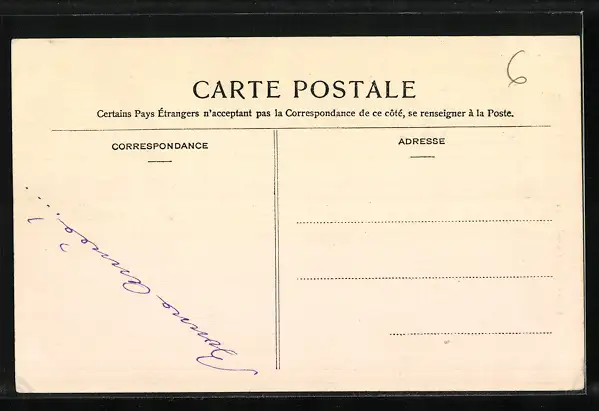 6
CARTE POSTALE
Certains Pays Étrangers n'acceptant pas la Correspondance de ce côté, se renseigner à la Poste.
CORRESPONDANCE
ADRESSE
Bonne Année!...